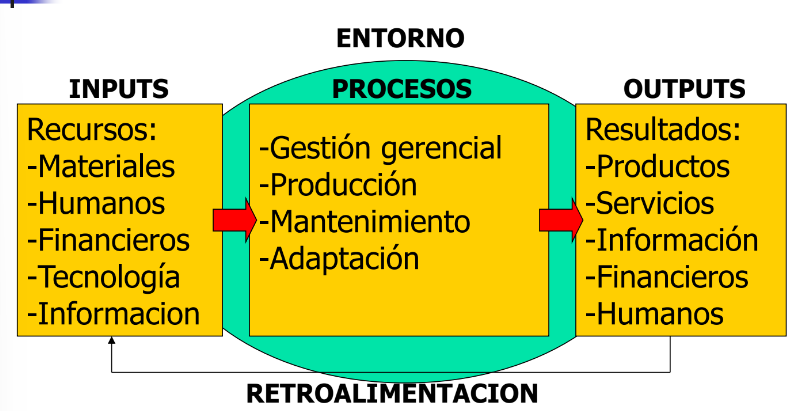 ENTORNO
INPUTS
Recursos:
-Materiales
-Humanos
-Financieros
-Tecnología
-Informacion
PROCESOS
-Gestión gerencial
-Producción
-Mantenimiento
-Adaptación
OUTPUTS
Resultados:
-Productos
-Servicios
-Información
-Financieros
-Humanos
RETROALIMENTACION